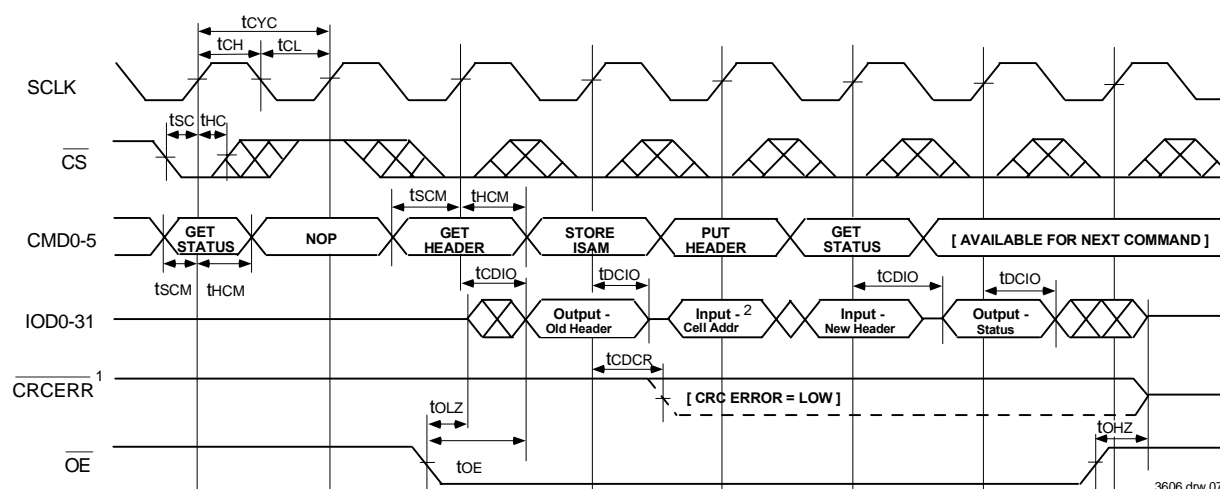 tCYC
tCH tCL
SCLK
tSC tHC
CS
tSCM tHCM
CMD0-5
GET STATUS
NOP
GET HEADER
STORE ISAM
PUT HEADER
GET STATUS
[ AVAILABLE FOR NEXT COMMAND ]
tSCM tHCM
tCDIO
tDCIO
tCDIO
tDCIO
IOD0-31
Output - Old Header
Input - 2 Cell Addr
Input - New Header
Output - Status
tCDCR
CRCERR 1
[ CRC ERROR = LOW ]
tOLZ
tOE
tOHZ
OE
3606 drw 07